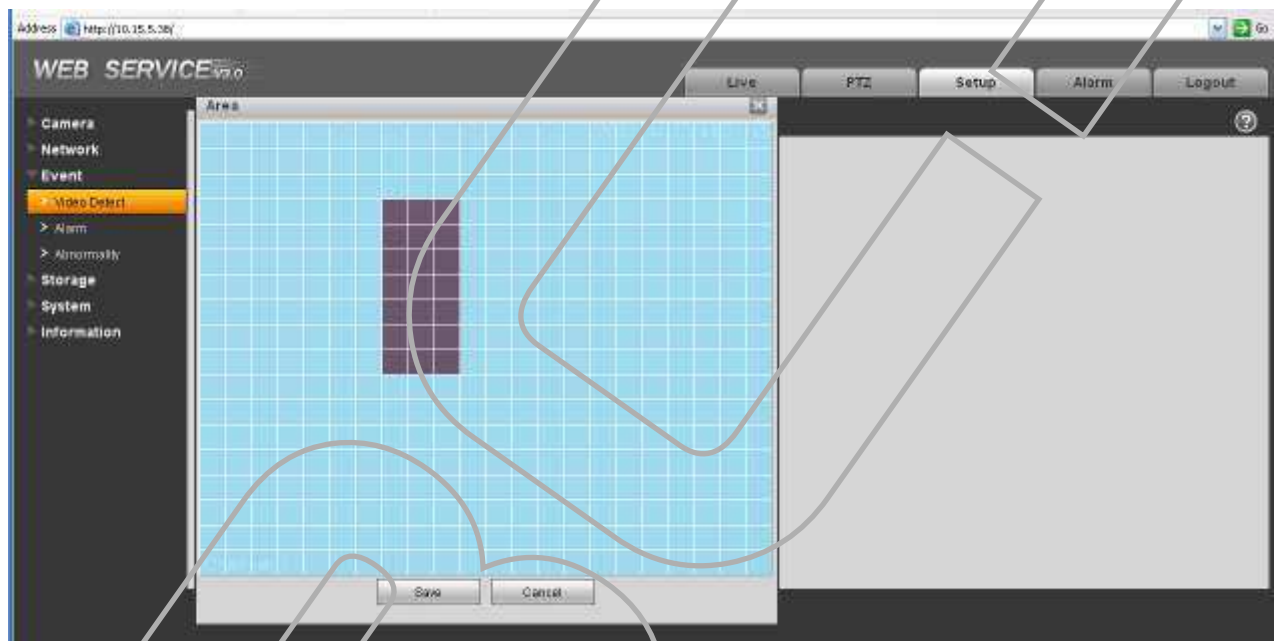 Address http://10.15.5.38/ Go
WEB SERVICE V3.0
Live PTZ Setup Alarm Logout
Area
Camera
Network
Event
Video Detect
> Alarm
> Abnormality
Storage
System
Information
Save Cancel